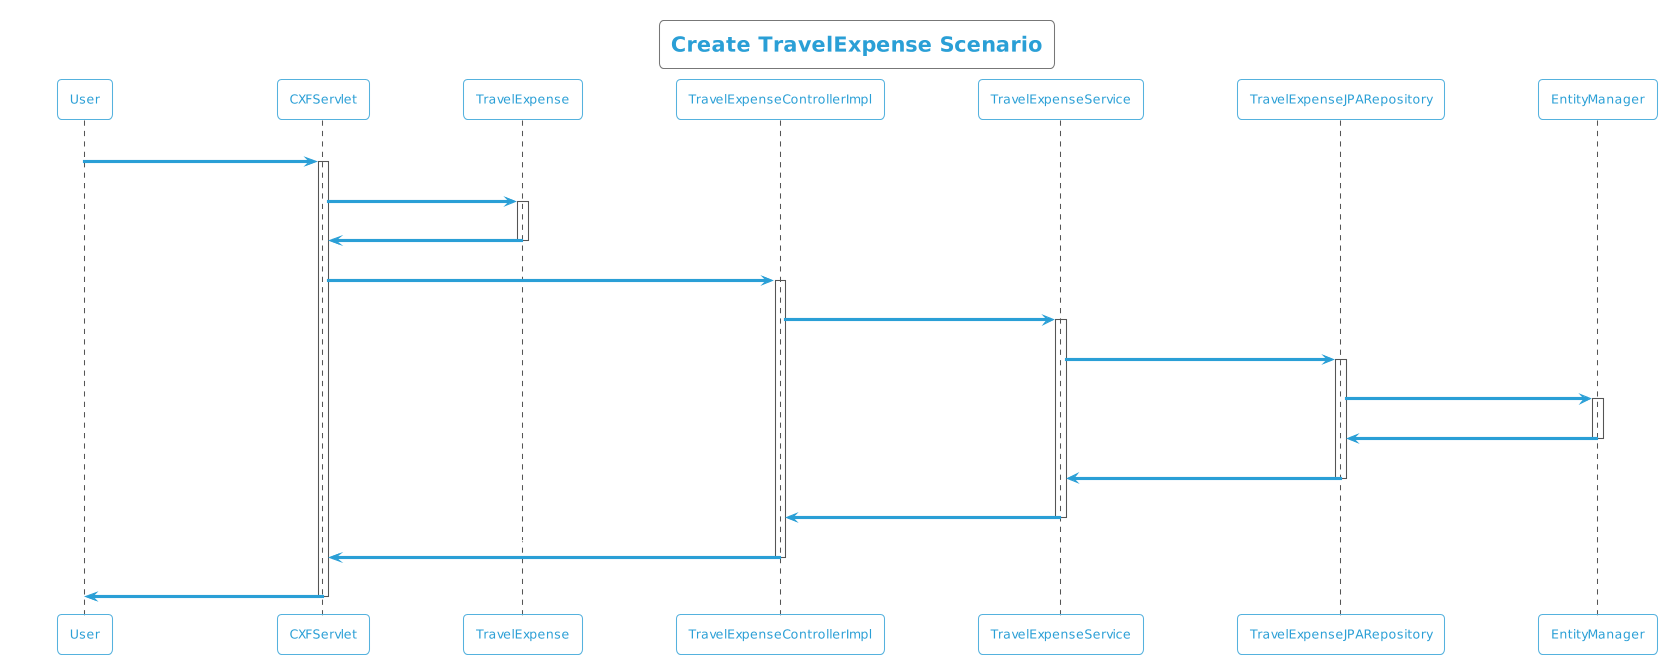 Create TravelExpense Scenario
User
CXFServlet
TravelExpense
TravelExpenseControllerImpl
TravelExpenseService
TravelExpenseJPARepository
EntityManager
User
CXFServlet
TravelExpense
TravelExpenseControllerImpl
TravelExpenseService
TravelExpenseJPARepository
EntityManager